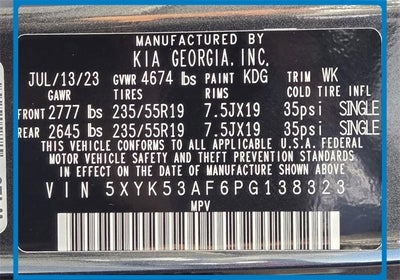 MANUFACTURED BY
KIA GEORGIA, INC.
JUL/13/23 GVWR 4674 lbs PAINT KDG TRIM WK
GAWR TIRES RIMS COLD TIRE INFL
FRONT 2777 lbs 235/55R19 7.5JX19 35psi SINGLE
REAR 2645 lbs 235/55R19 7.5JX19 35psi SINGLE
THIS VEHICLE CONFORMS TO ALL APPLICABLE U.S.A. FEDERAL
MOTOR VEHICLE SAFETY, BUMPER, AND THEFT PREVENTION STANDARDS
IN EFFECT ON THE DATE OF MANUFACTURE SHOWN ABOVE.
VIN 5XYK53AF6PG138323
MPV